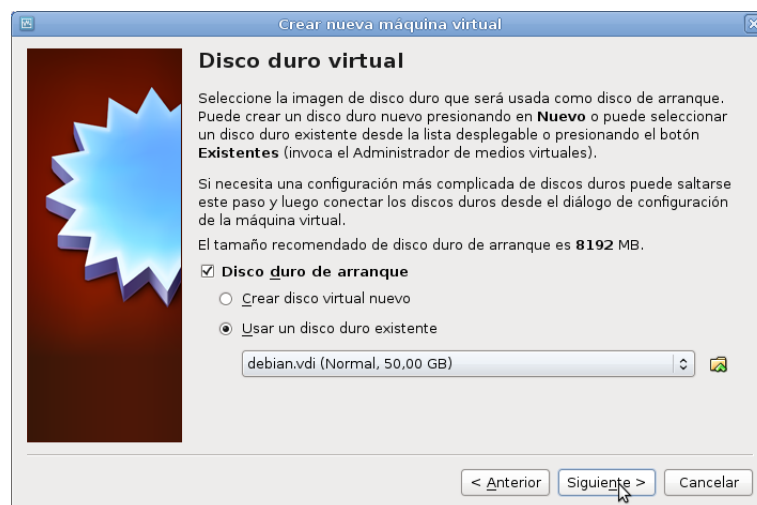 Crear nueva máquina virtual
Disco duro virtual
Seleccione la imagen de disco duro que será usada como disco de arranque.
Puede crear un disco duro nuevo presionando en Nuevo o puede seleccionar
un disco duro existente desde la lista desplegable o presionando el botón
Existentes (invoca el Administrador de medios virtuales).
Si necesita una configuración más complicada de discos duros puede saltarse
este paso y luego conectar los discos duros desde el diálogo de configuración
de la máquina virtual.
El tamaño recomendado de disco duro de arranque es 8192 MB.
Disco duro de arranque
Crear disco virtual nuevo
Usar un disco duro existente
debian.vdi (Normal, 50,00 GB)
< Anterior Siguiente > Cancelar